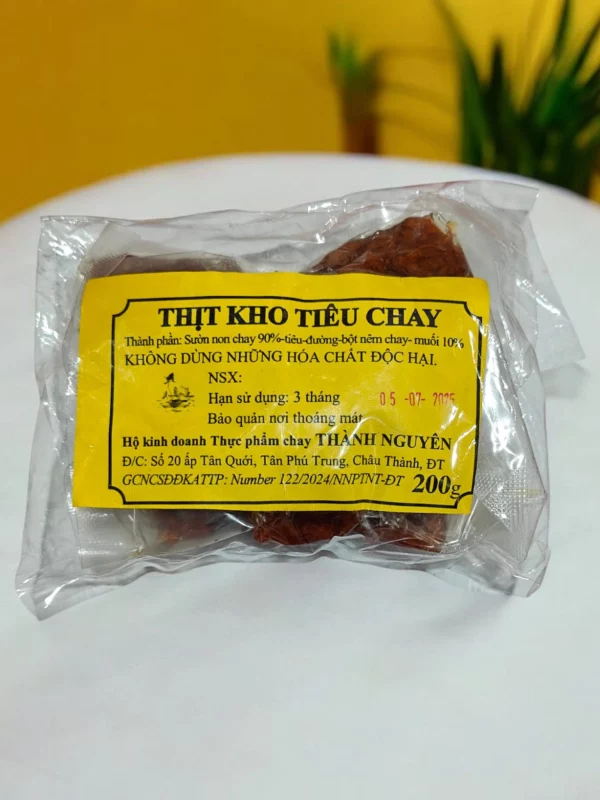 THỊT KHO TIÊU CHAY
Thành phần: Sườn non chay 90%-tiêu-đường-bột nêm chay- muối 10%
KHÔNG DÙNG NHỮNG HÓA CHẤT ĐỘC HẠI.
NSX:
Hạn sử dụng: 3 tháng 05-07-2025
Bảo quản nơi thoáng mát
Hộ kinh doanh Thực phẩm chay THÀNH NGUYÊN
Đ/C: Số 20 ấp Tân Quới, Tân Phú Trung, Châu Thành, ĐT
GCNCSĐĐKATTP: Number 122/2024/NNPTNT-ĐT 200g